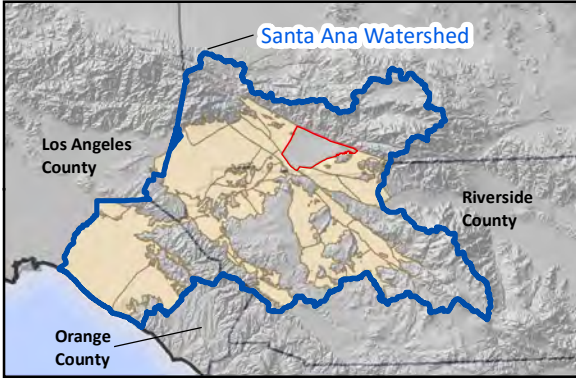 Santa Ana Watershed
Los Angeles
County
Riverside
County
Orange
County